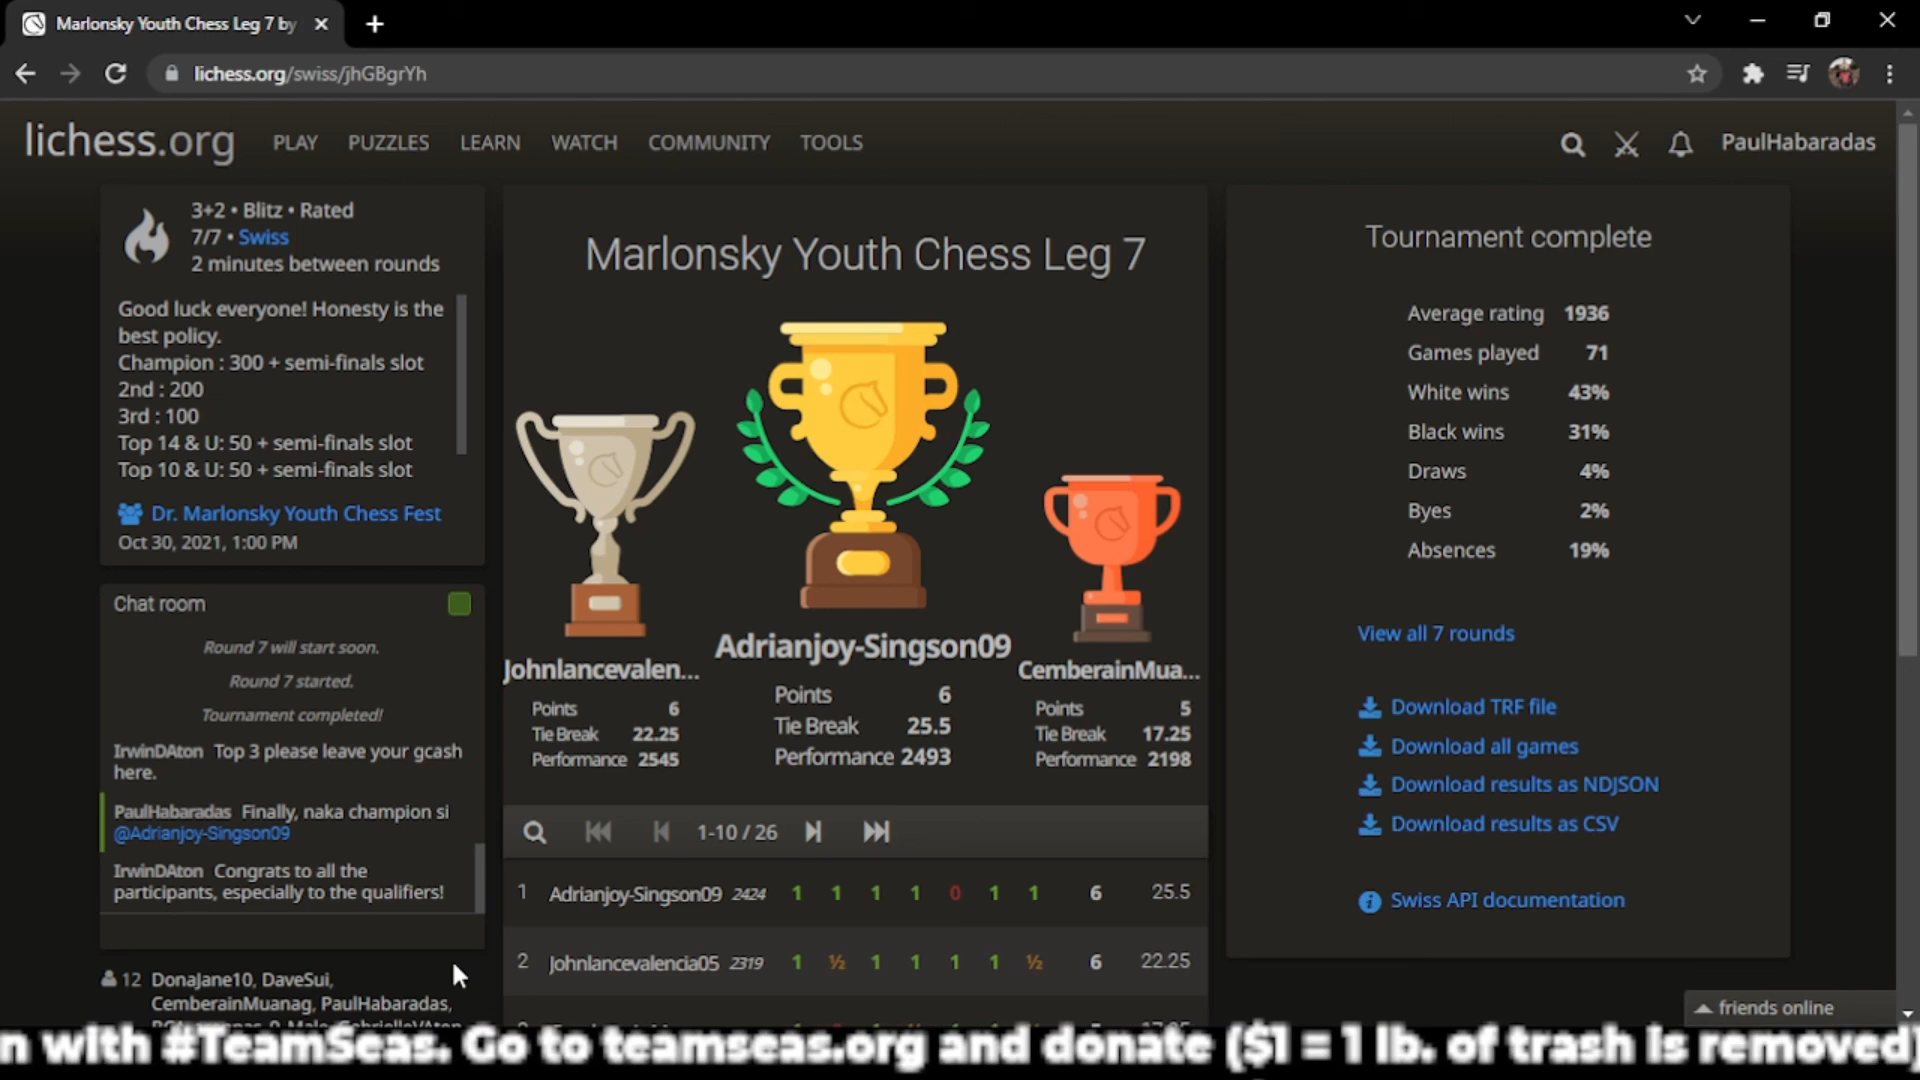 Marlonsky Youth Chess Leg 7 by
lichess.org/swiss/jhGBgrYh
lichess.org PLAY PUZZLES LEARN WATCH COMMUNITY TOOLS PaulHabaradas
3+2 • Blitz • Rated
7/7 • Swiss
2 minutes between rounds
Good luck everyone! Honesty is the
best policy.
Champion : 300 + semi-finals slot
2nd : 200
3rd : 100
Top 14 & U: 50 + semi-finals slot
Top 10 & U: 50 + semi-finals slot
Dr. Marlonsky Youth Chess Fest
Oct 30, 2021, 1:00 PM
Chat room
Round 7 will start soon.
Round 7 started.
Tournament completed!
IrwinDAton Top 3 please leave your gcash
here.
PaulHabaradas Finally, naka champion si
@Adrianjoy-Singson09
IrwinDAton Congrats to all the
participants, especially to the qualifiers!
12 DonaJane10, DaveSui,
CemberainMuanag, PaulHabaradas,
Marlonsky Youth Chess Leg 7
Johnlancevalen...
Points 6
Tie Break 22.25
Performance 2545
Adrianjoy-Singson09
Points 6
Tie Break 25.5
Performance 2493
CemberainMua...
Points 5
Tie Break 17.25
Performance 2198
1-10 / 26
1 Adrianjoy-Singson09 2424 1 1 1 1 0 1 1 6 25.5
2 Johnlancevalencia05 2319 1 ½ 1 1 1 1 ½ 6 22.25
Tournament complete
Average rating 1936
Games played 71
White wins 43%
Black wins 31%
Draws 4%
Byes 2%
Absences 19%
View all 7 rounds
Download TRF file
Download all games
Download results as NDJSON
Download results as CSV
Swiss API documentation
friends online
n with #TeamSeas. Go to teamseas.org and donate ($1 = 1 lb. of trash is removed)